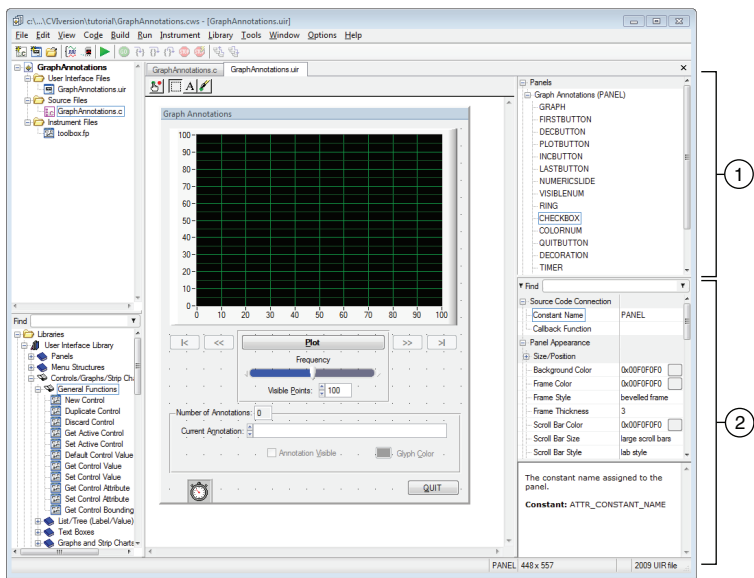 c:\...\CVIversion\tutorial\GraphAnnotations.cws - [GraphAnnotations.uir]
File Edit View Code Build Run Instrument Library Tools Window Options Help
GraphAnnotations
User Interface Files
GraphAnnotations.uir
Source Files
GraphAnnotations.c
Instrument Files
toolbox.fp
Find
Libraries
User Interface Library
Panels
Menu Structures
Controls/Graphs/Strip Ch
General Functions
New Control
Duplicate Control
Discard Control
Get Active Control
Set Active Control
Default Control Value
Get Control Value
Set Control Value
Get Control Attribute
Set Control Attribute
Get Control Bounding
List/Tree (Label/Value)
Text Boxes
Graphs and Strip Charts
GraphAnnotations.c GraphAnnotations.uir
A
Graph Annotations
100
90
80
70
60
50
40
30
20
10
0
0 10 20 30 40 50 60 70 80 90 100
|< << Plot >> >|
Frequency
Visible Points: 100
Number of Annotations: 0
Current Annotation:
Annotation Visible Glyph Color
QUIT
Panels
Graph Annotations (PANEL)
GRAPH
FIRSTBUTTON
DECBUTTON
PLOTBUTTON
INCBUTTON
LASTBUTTON
NUMERICSLIDE
VISIBLENUM
RING
CHECKBOX
COLORNUM
QUITBUTTON
DECORATION
TIMER
1
Find
Source Code Connection
Constant Name PANEL
Callback Function
Panel Appearance
Size/Position
Background Color 0x00F0F0F0
Frame Color 0x00F0F0F0
Frame Style bevelled frame
Frame Thickness 3
Scroll Bar Color 0x00F0F0F0
Scroll Bar Size large scroll bars
Scroll Bar Style lab style
2
The constant name assigned to the
panel.
Constant: ATTR_CONSTANT_NAME
PANEL 448 x 557 2009 UIR file